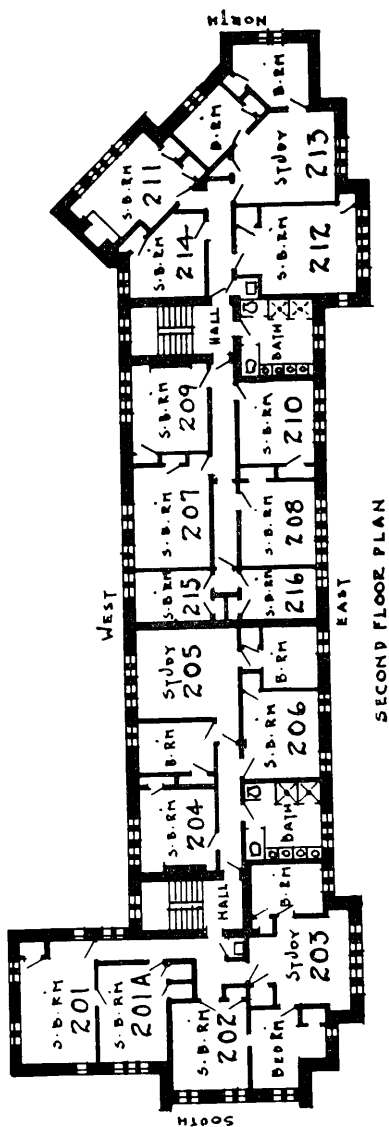 NORTH
B.RM
B.RM
S.B.RM
211
STUDY
213
S.B.RM
214
S.B.RM
212
HALL
BATH
S.B.RM
209
S.B.RM
210
S.B.RM
207
S.B.RM
208
WEST
S.B.RM
215
S.B.RM
216
EAST
STUDY
205
B.RM
B.RM
S.B.RM
206
S.B.RM
204
BATH
HALL
B.RM
STUDY
203
S.B.RM
201
S.B.RM
201A
S.B.RM
202
BEDRM
SOUTH
SECOND FLOOR PLAN